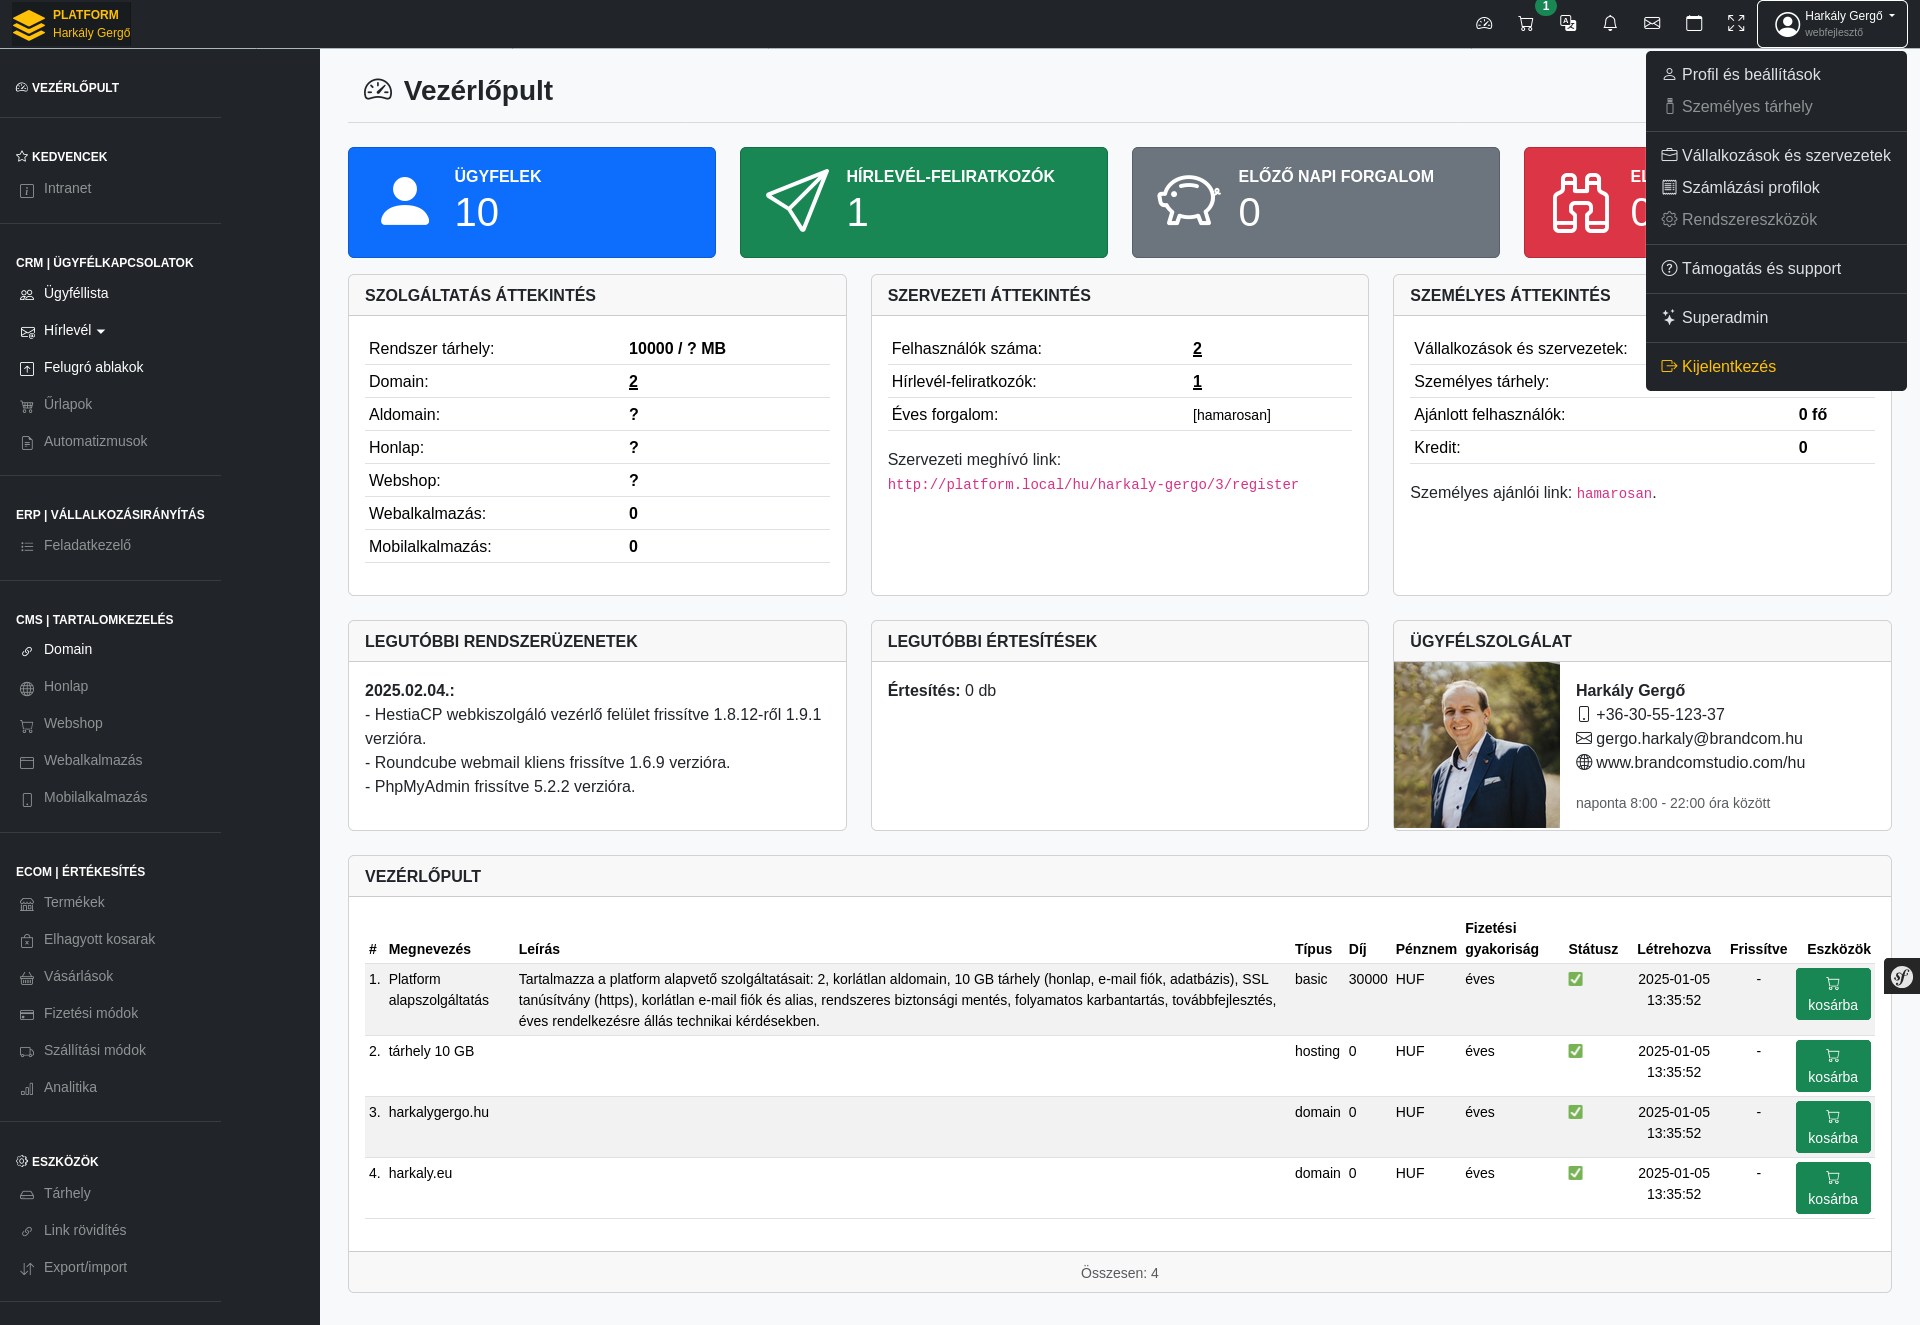 PLATFORM
Harkály Gergő
1
Harkály Gergő
webfejlesztő
Profil és beállítások
Személyes tárhely
Vállalkozások és szervezetek
Számlázási profilok
Rendszereszközök
Támogatás és support
Superadmin
Kijelentkezés
VEZÉRLŐPULT
KEDVENCEK
Intranet
CRM | ÜGYFÉLKAPCSOLATOK
Ügyféllista
Hírlevél
Felugró ablakok
Űrlapok
Automatizmusok
ERP | VÁLLALKOZÁSIRÁNYÍTÁS
Feladatkezelő
CMS | TARTALOMKEZELÉS
Domain
Honlap
Webshop
Webalkalmazás
Mobilalkalmazás
ECOM | ÉRTÉKESÍTÉS
Termékek
Elhagyott kosarak
Vásárlások
Fizetési módok
Szállítási módok
Analitika
ESZKÖZÖK
Tárhely
Link rövidítés
Export/import
Vezérlőpult
ÜGYFELEK
10
HÍRLEVÉL-FELIRATKOZÓK
1
ELŐZŐ NAPI FORGALOM
0
SZOLGÁLTATÁS ÁTTEKINTÉS
Rendszer tárhely: 10000 / ? MB
Domain: 2
Aldomain: ?
Honlap: ?
Webshop: ?
Webalkalmazás: 0
Mobilalkalmazás: 0
SZERVEZETI ÁTTEKINTÉS
Felhasználók száma: 2
Hírlevél-feliratkozók: 1
Éves forgalom: [hamarosan]
Szervezeti meghívó link:
http://platform.local/hu/harkaly-gergo/3/register
SZEMÉLYES ÁTTEKINTÉS
Vállalkozások és szervezetek:
Személyes tárhely:
Ajánlott felhasználók: 0 fő
Kredit: 0
Személyes ajánlói link: hamarosan.
LEGUTÓBBI RENDSZERÜZENETEK
2025.02.04.:
- HestiaCP webkiszolgáló vezérlő felület frissítve 1.8.12-ről 1.9.1
verzióra.
- Roundcube webmail kliens frissítve 1.6.9 verzióra.
- PhpMyAdmin frissítve 5.2.2 verzióra.
LEGUTÓBBI ÉRTESÍTÉSEK
Értesítés: 0 db
ÜGYFÉLSZOLGÁLAT
Harkály Gergő
+36-30-55-123-37
gergo.harkaly@brandcom.hu
www.brandcomstudio.com/hu
naponta 8:00 - 22:00 óra között
VEZÉRLŐPULT
# Megnevezés Leírás Típus Díj Pénznem Fizetési gyakoriság Státusz Létrehozva Frissítve Eszközök
1. Platform alapszolgáltatás
Tartalmazza a platform alapvető szolgáltatásait: 2, korlátlan aldomain, 10 GB tárhely (honlap, e-mail fiók, adatbázis), SSL
tanúsítvány (https), korlátlan e-mail fiók és alias, rendszeres biztonsági mentés, folyamatos karbantartás, továbbfejlesztés,
éves rendelkezésre állás technikai kérdésekben.
basic 30000 HUF éves 2025-01-05 13:35:52 - kosárba
2. tárhely 10 GB hosting 0 HUF éves 2025-01-05 13:35:52 - kosárba
3. harkalygergo.hu domain 0 HUF éves 2025-01-05 13:35:52 - kosárba
4. harkaly.eu domain 0 HUF éves 2025-01-05 13:35:52 - kosárba
Összesen: 4